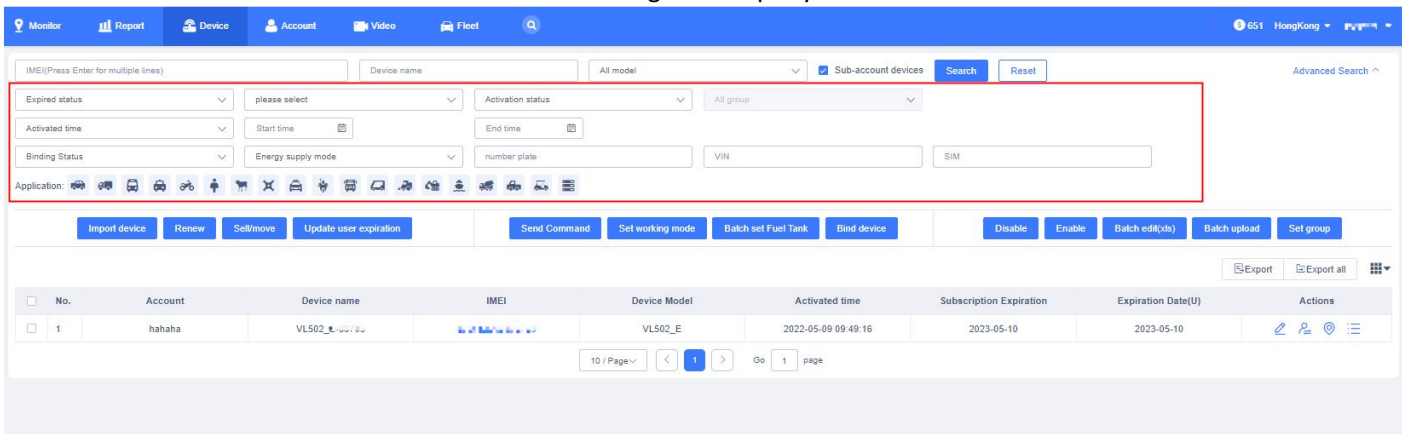 Monitor Report Device Account Video Fleet 651 HongKong
IMEI(Press Enter for multiple lines) Device name All model Sub-account devices Search Reset Advanced Search
Expired status please select Activation status All group
Activated time Start time End time
Binding Status Energy supply mode number plate VIN SIM
Application:
Import device Renew Sell/move Update user expiration Send Command Set working mode Batch set Fuel Tank Bind device Disable Enable Batch edit(xls) Batch upload Set group
Export Export all
No. Account Device name IMEI Device Model Activated time Subscription Expiration Expiration Date(U) Actions
1 hahaha VL502_E VL502_E 2022-05-09 09:49:16 2023-05-10 2023-05-10
10 / Page 1 Go 1 page